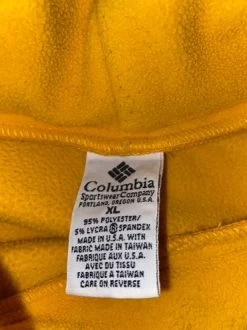 Columbia
Sportswear Company
PORTLAND, OREGON U.S.A.
XL
95% POLYESTER/
5% LYCRA ® SPANDEX
MADE IN U.S.A. WITH
FABRIC MADE IN TAIWAN
FABRIQUE AUX U.S.A.
AVEC DU TISSU
FABRIQUE A TAIWAN
CARE ON REVERSE